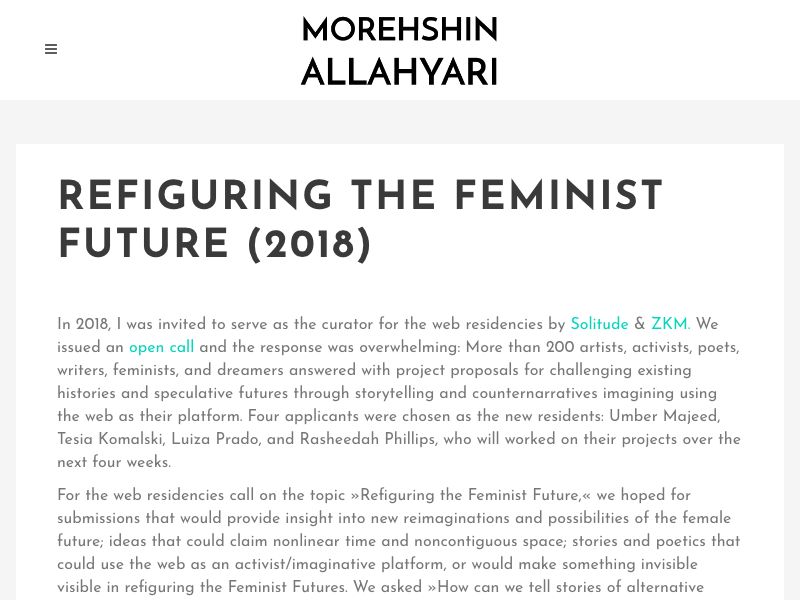 MOREHSHIN
ALLAHYARI
REFIGURING THE FEMINIST
FUTURE (2018)
In 2018, I was invited to serve as the curator for the web residencies by Solitude & ZKM. We
issued an open call and the response was overwhelming: More than 200 artists, activists, poets,
writers, feminists, and dreamers answered with project proposals for challenging existing
histories and speculative futures through storytelling and counternarratives imagining using
the web as their platform. Four applicants were chosen as the new residents: Umber Majeed,
Tesia Komalski, Luiza Prado, and Rasheedah Phillips, who will worked on their projects over the
next four weeks.
For the web residencies call on the topic »Refiguring the Feminist Future,« we hoped for
submissions that would provide insight into new reimaginations and possibilities of the female
future; ideas that could claim nonlinear time and noncontiguous space; stories and poetics that
could use the web as an activist/imaginative platform, or would make something invisible
visible in refiguring the Feminist Futures. We asked »How can we tell stories of alternative